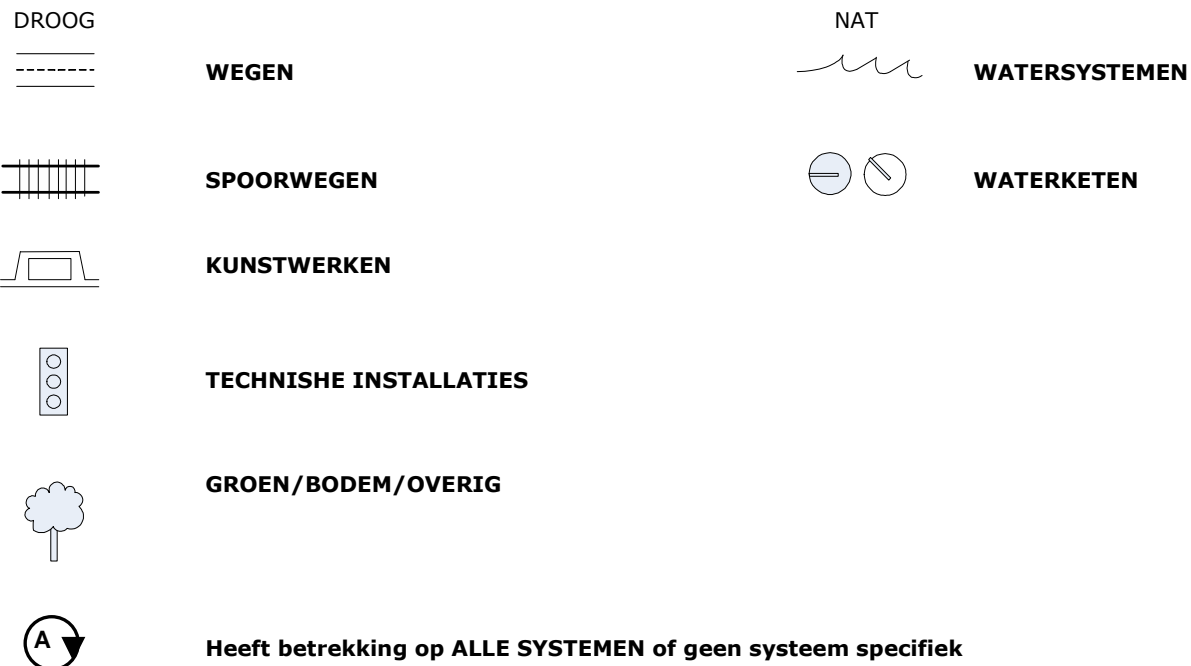 DROOG NAT
WEGEN WATERSYSTEMEN
SPOORWEGEN WATERKETEN
KUNSTWERKEN
TECHNISHE INSTALLATIES
GROEN/BODEM/OVERIG
A Heeft betrekking op ALLE SYSTEMEN of geen systeem specifiek